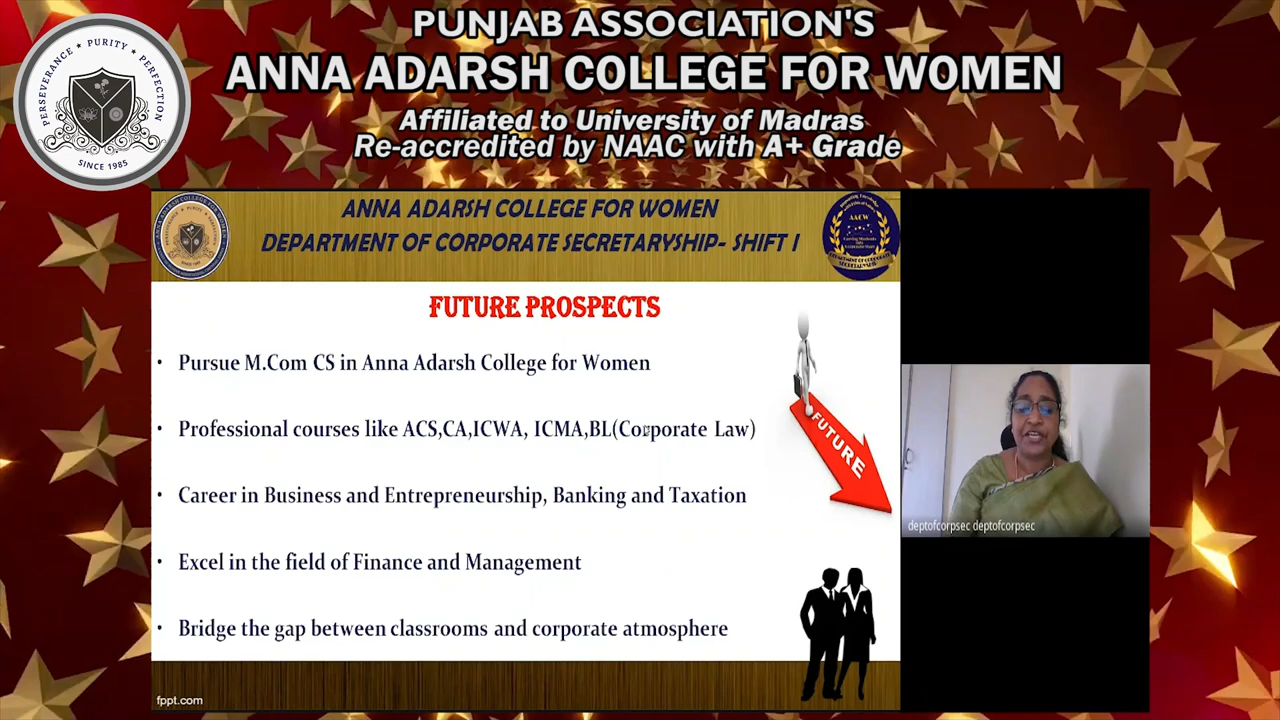 PUNJAB ASSOCIATION'S
ANNA ADARSH COLLEGE FOR WOMEN
Affiliated to University of Madras
Re-accredited by NAAC with A+ Grade
PERSEVERANCE ★ PURITY ★ PERFECTION
SINCE 1985
ANNA ADARSH COLLEGE FOR WOMEN
DEPARTMENT OF CORPORATE SECRETARYSHIP- SHIFT I
AACW
FUTURE PROSPECTS
• Pursue M.Com CS in Anna Adarsh College for Women
• Professional courses like ACS,CA,ICWA, ICMA,BL(Corporate Law)
• Career in Business and Entrepreneurship, Banking and Taxation
• Excel in the field of Finance and Management
• Bridge the gap between classrooms and corporate atmosphere
FUTURE
deptofcorpsec deptofcorpsec
fppt.com